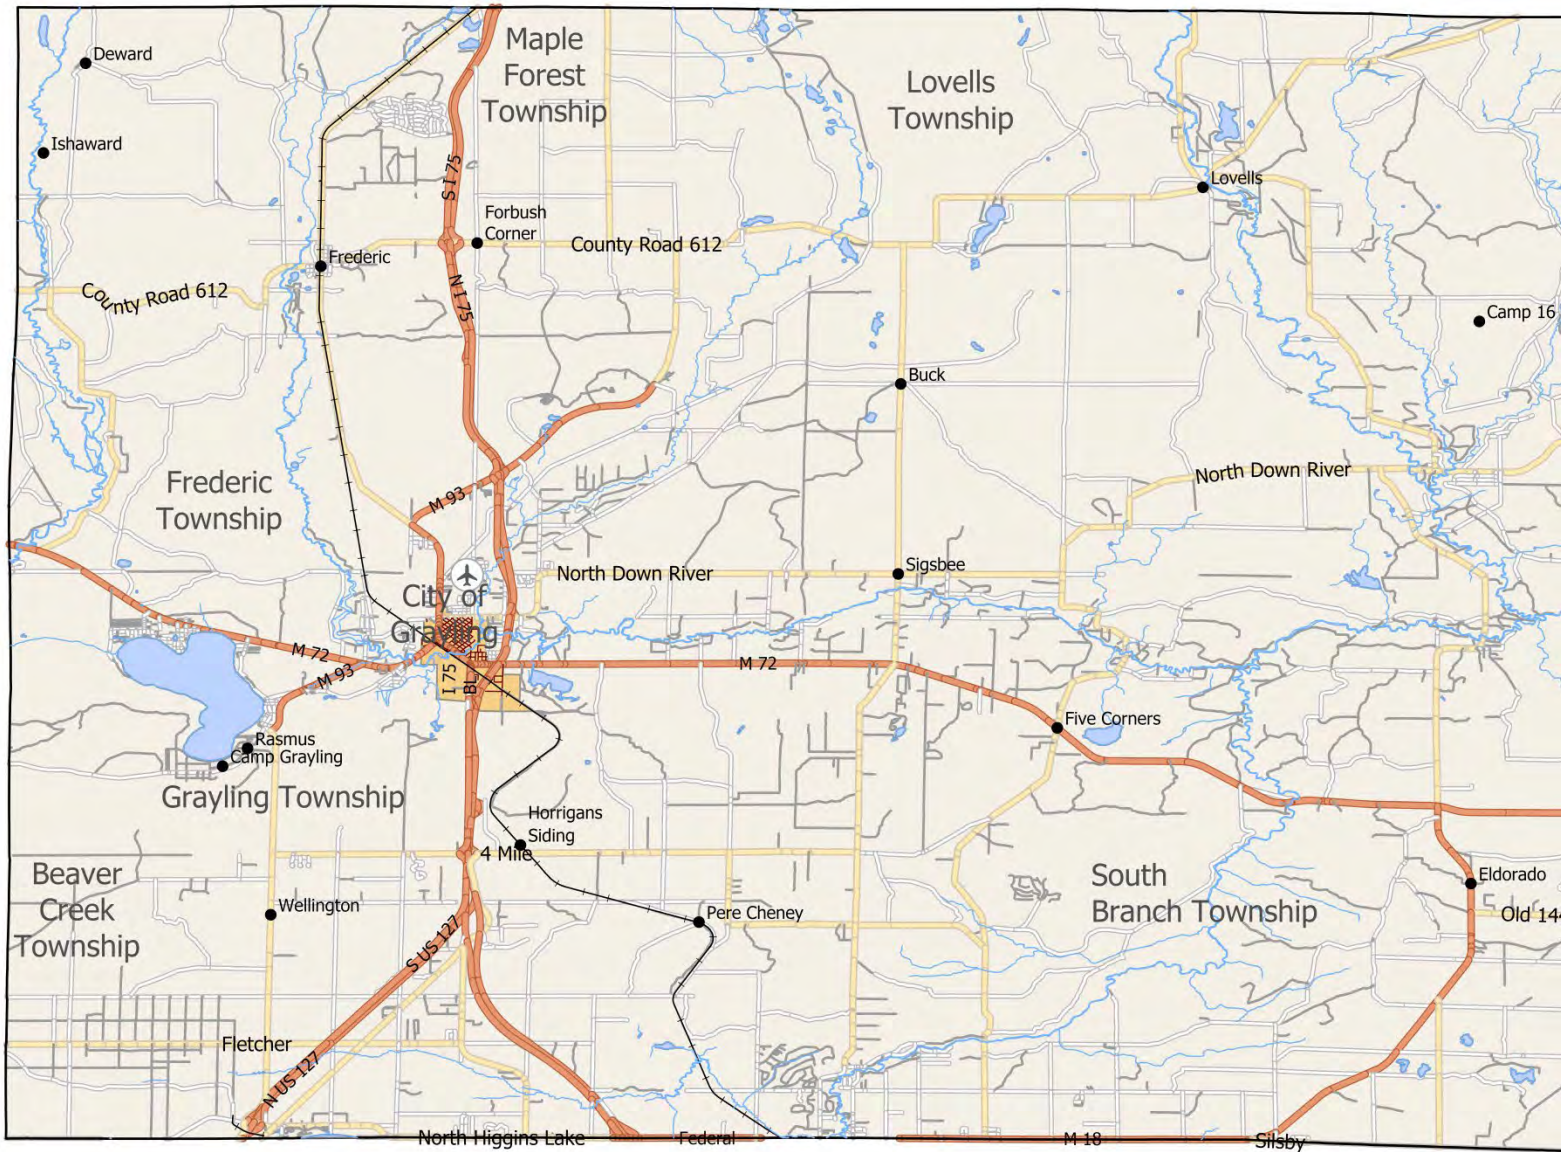 Maple
Forest
Township
Deward
Lovells
Township
Ishaward
S I 75
Lovells
Forbush
Corner
County Road 612
Frederic
N I 75
County Road 612
Camp 16
Buck
North Down River
Frederic
Township
M 93
Sigsbee
North Down River
City of
Grayling
M 72
M 72
M 93
I 75
BL
Five Corners
Rasmus
Camp Grayling
Grayling Township
Horrigans
Siding
4 Mile
Beaver
Creek
Township
South
Branch Township
Eldorado
Wellington
Pere Cheney
Old 144
S US 127
Fletcher
N US 127
North Higgins Lake
Federal
M 18
Silsby